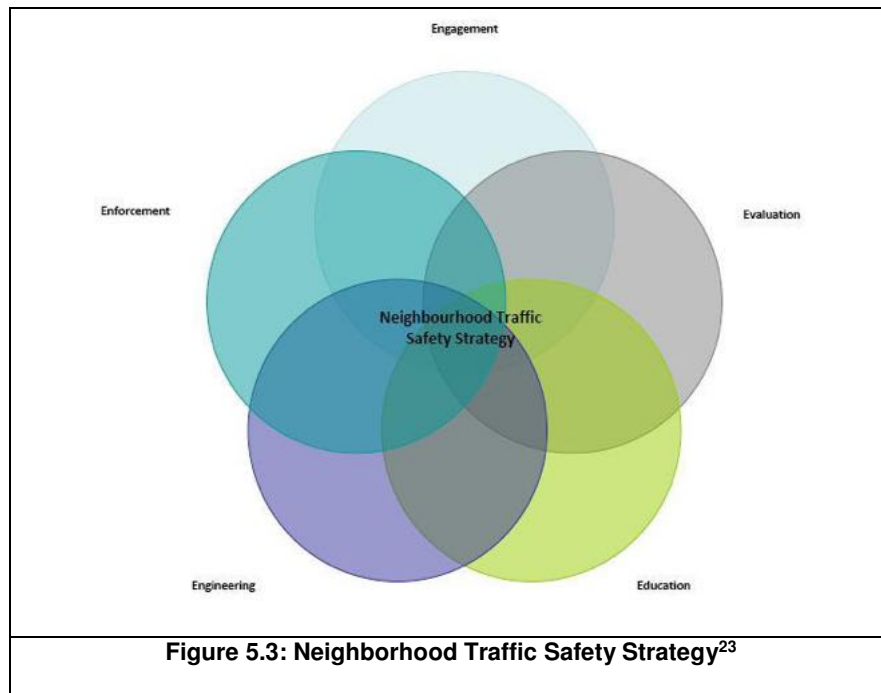 Engagement
Enforcement
Evaluation
Neighbourhood Traffic
Safety Strategy
Engineering
Education
Figure 5.3: Neighborhood Traffic Safety Strategy23